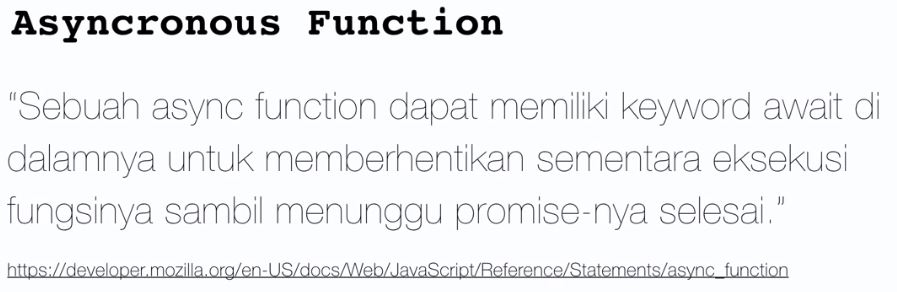 Asyncronous Function
"Sebuah async function dapat memiliki keyword await di
dalamnya untuk memberhentikan sementara eksekusi
fungsinya sambil menunggu promise-nya selesai."
https://developer.mozilla.org/en-US/docs/Web/JavaScript/Reference/Statements/async_function